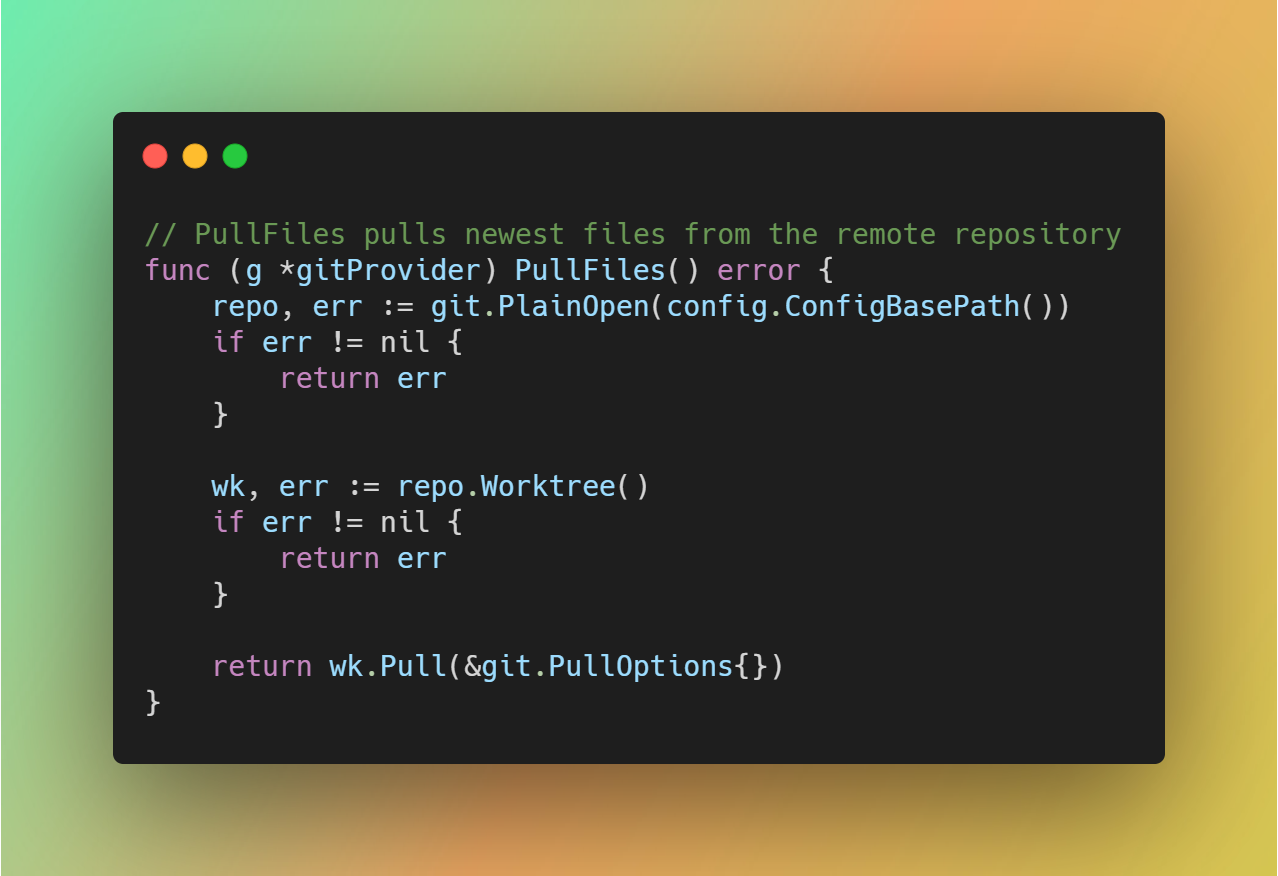 // PullFiles pulls newest files from the remote repository
func (g *gitProvider) PullFiles() error {
    repo, err := git.PlainOpen(config.ConfigBasePath())
    if err != nil {
        return err
    }

    wk, err := repo.Worktree()
    if err != nil {
        return err
    }

    return wk.Pull(&git.PullOptions{})
}